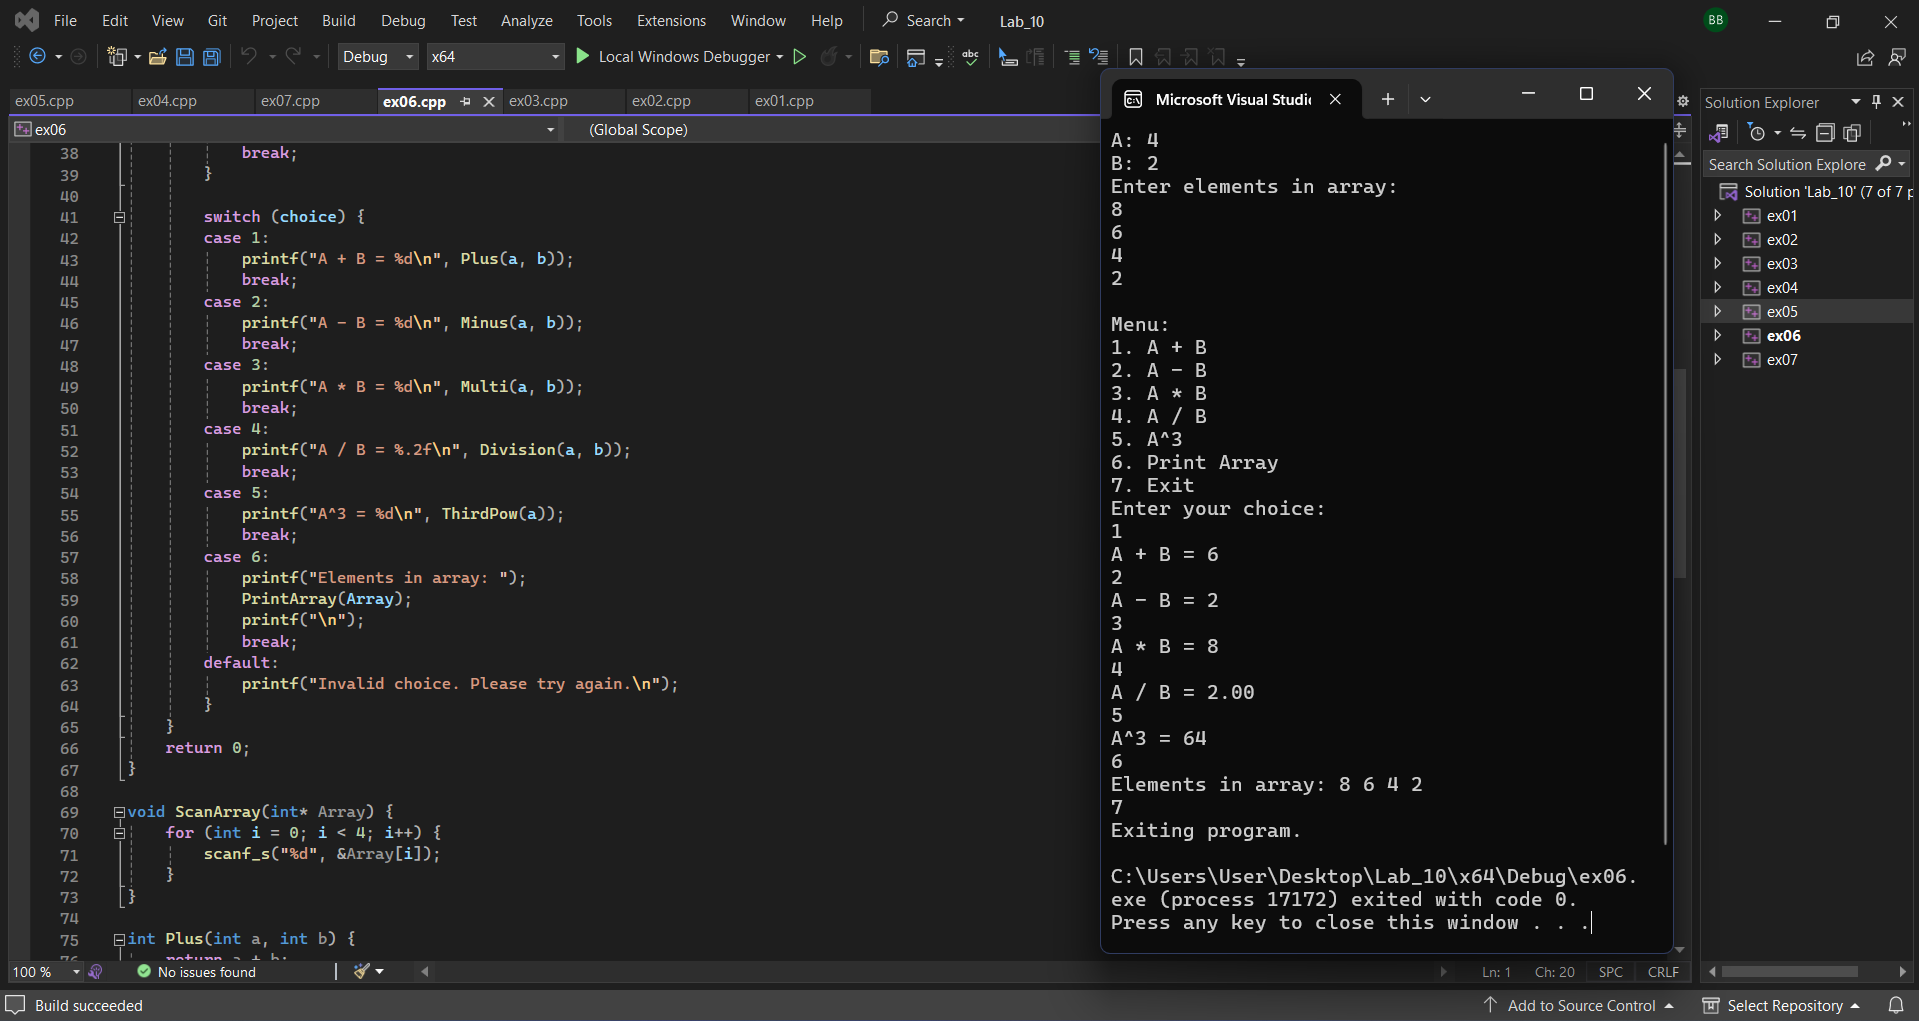 File Edit View Git Project Build Debug Test Analyze Tools Extensions Window Help Search Lab_10 BB
Debug x64 Local Windows Debugger abc
ex05.cpp ex04.cpp ex07.cpp ex06.cpp ex03.cpp ex02.cpp ex01.cpp
ex06 (Global Scope)
38 break;
39 }
40
41 switch (choice) {
42 case 1:
43 printf("A + B = %d\n", Plus(a, b));
44 break;
45 case 2:
46 printf("A - B = %d\n", Minus(a, b));
47 break;
48 case 3:
49 printf("A * B = %d\n", Multi(a, b));
50 break;
51 case 4:
52 printf("A / B = %.2f\n", Division(a, b));
53 break;
54 case 5:
55 printf("A^3 = %d\n", ThirdPow(a));
56 break;
57 case 6:
58 printf("Elements in array: ");
59 PrintArray(Array);
60 printf("\n");
61 break;
62 default:
63 printf("Invalid choice. Please try again.\n");
64 }
65 }
66 return 0;
67 }
68
69 void ScanArray(int* Array) {
70 for (int i = 0; i < 4; i++) {
71 scanf_s("%d", &Array[i]);
72 }
73 }
74
75 int Plus(int a, int b) {
76 return a + b;
Microsoft Visual Studi
A: 4
B: 2
Enter elements in array:
8
6
4
2
Menu:
1. A + B
2. A - B
3. A * B
4. A / B
5. A^3
6. Print Array
7. Exit
Enter your choice:
1
A + B = 6
2
A - B = 2
3
A * B = 8
4
A / B = 2.00
5
A^3 = 64
6
Elements in array: 8 6 4 2
7
Exiting program.
C:\Users\User\Desktop\Lab_10\x64\Debug\ex06.
exe (process 17172) exited with code 0.
Press any key to close this window . . .
Solution Explorer
Search Solution Explore
Solution 'Lab_10' (7 of 7 p
ex01
ex02
ex03
ex04
ex05
ex06
ex07
100 % No issues found Ln: 1 Ch: 20 SPC CRLF
Build succeeded Add to Source Control Select Repository